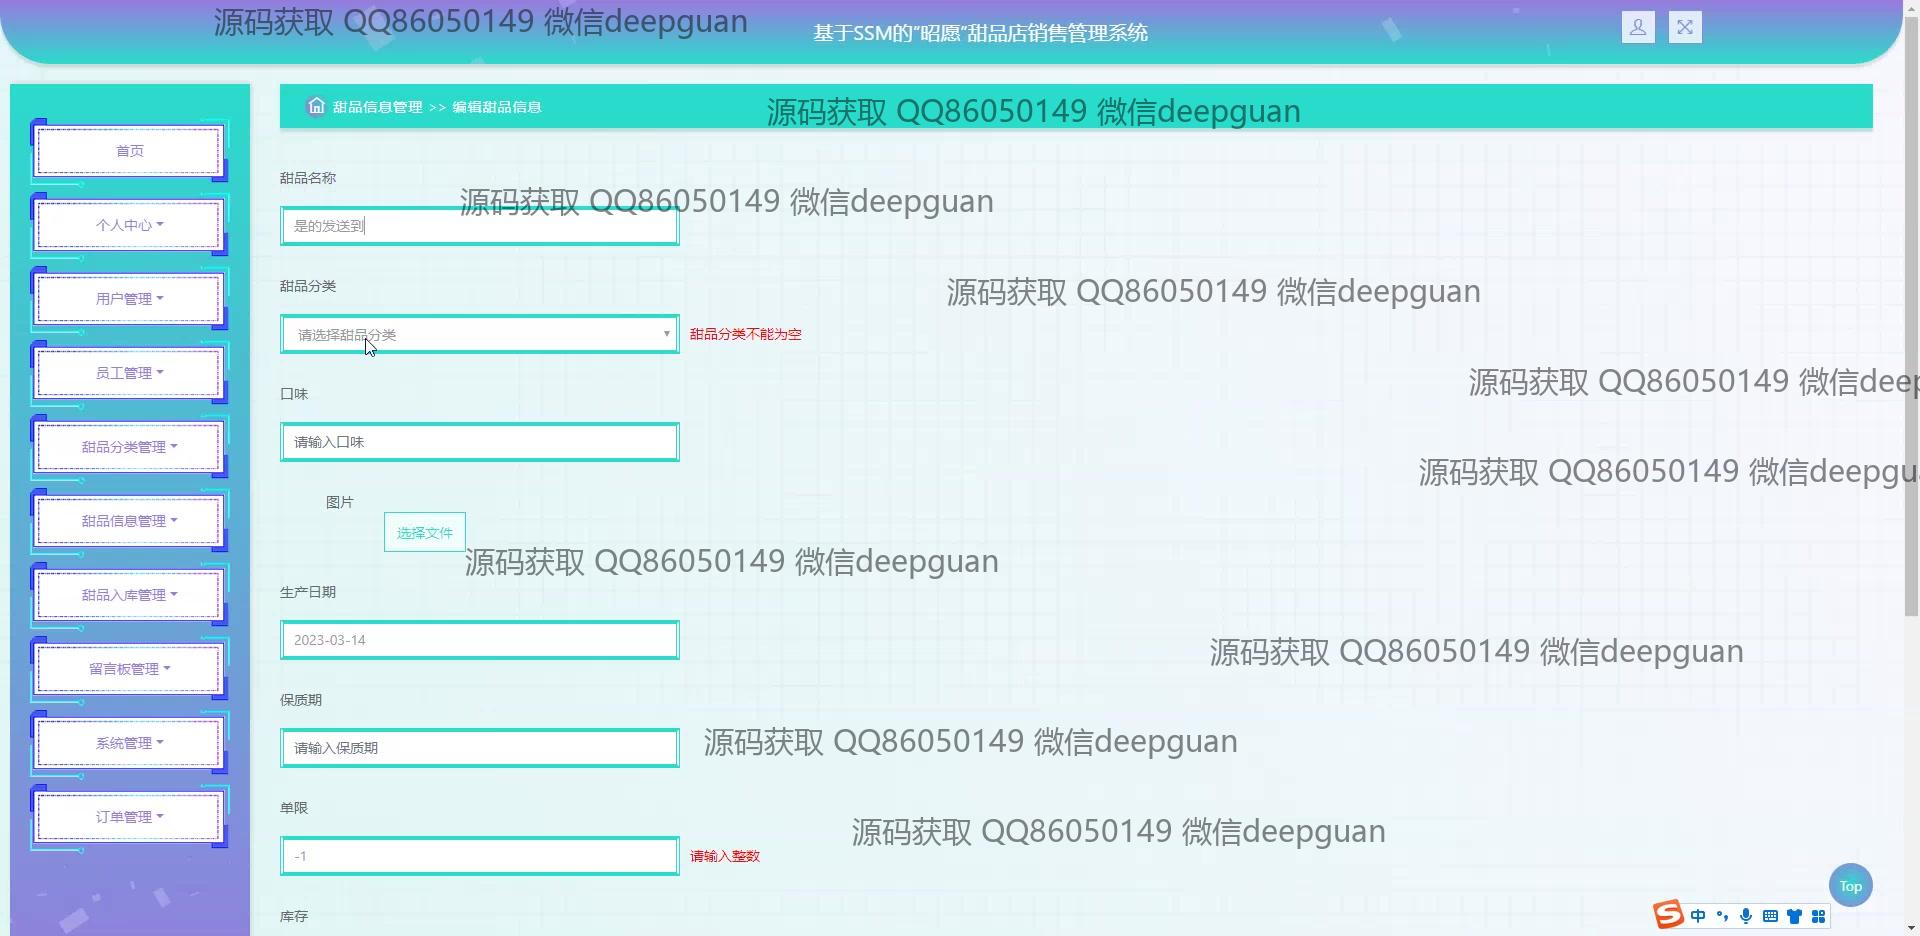 源码获取 QQ86050149 微信deepguan
基于SSM的“昭愿”甜品店销售管理系统
甜品信息管理 >> 编辑甜品信息
源码获取 QQ86050149 微信deepguan
首页
个人中心
用户管理
员工管理
甜品分类管理
甜品信息管理
甜品入库管理
留言板管理
系统管理
订单管理
甜品名称
源码获取 QQ86050149 微信deepguan
是的发送到
甜品分类
源码获取 QQ86050149 微信deepguan
请选择甜品分类
甜品分类不能为空
源码获取 QQ86050149 微信deep
口味
请输入口味
源码获取 QQ86050149 微信deepgu
图片
选择文件
源码获取 QQ86050149 微信deepguan
生产日期
2023-03-14
源码获取 QQ86050149 微信deepguan
保质期
请输入保质期
源码获取 QQ86050149 微信deepguan
单限
源码获取 QQ86050149 微信deepguan
-1
请输入整数
库存
Top
中